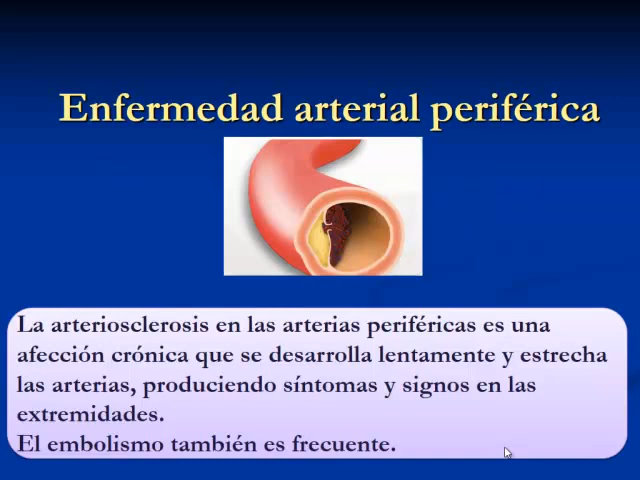 Enfermedad arterial periférica
La arteriosclerosis en las arterias periféricas es una
afección crónica que se desarrolla lentamente y estrecha
las arterias, produciendo síntomas y signos en las
extremidades.
El embolismo también es frecuente.